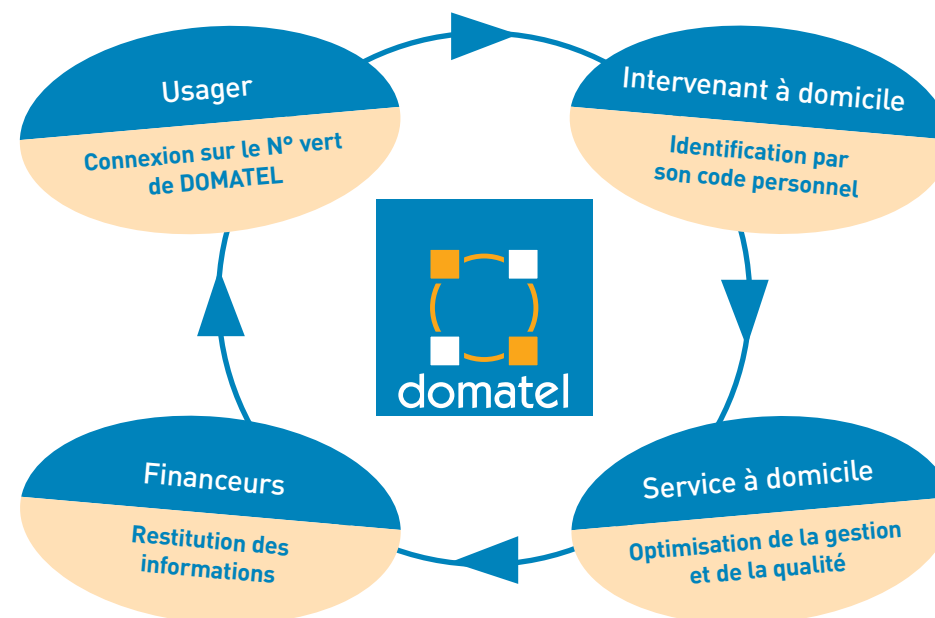 Usager
Connexion sur le N° vert
de DOMATEL
Intervenant à domicile
Identification par
son code personnel
domatel
Financeurs
Restitution des
informations
Service à domicile
Optimisation de la gestion
et de la qualité